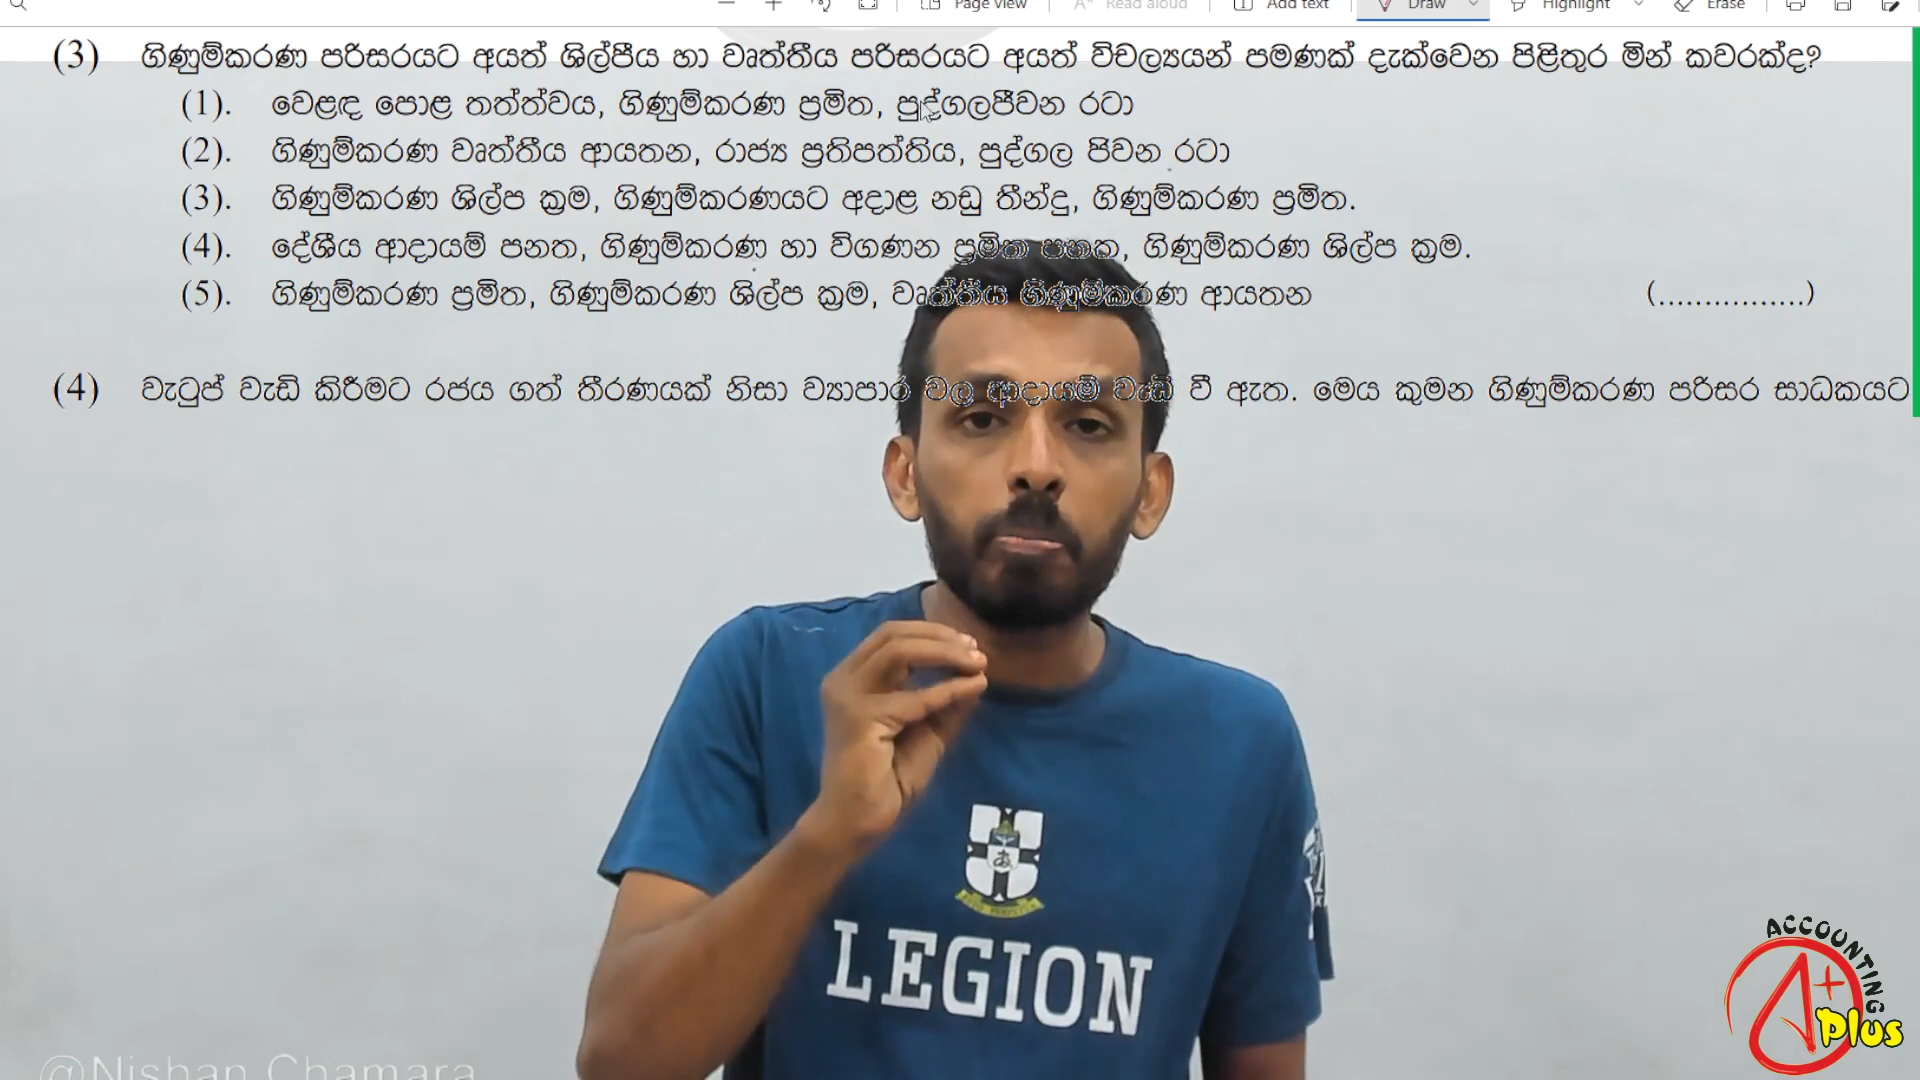 Page view
Read aloud
Add text
Draw
Highlight
Erase
(3) ගිණුම්කරණ පරිසරයට අයත් ශිල්පීය හා වෘත්තීය පරිසරයට අයත් විචල්‍යයන් පමණක් දැක්වෙන පිළිතුර මින් කවරක්ද?
(1). වෙළඳ පොළ තත්ත්වය, ගිණුම්කරණ ප්‍රමිත, පුද්ගලජීවන රටා
(2). ගිණුම්කරණ වෘත්තීය ආයතන, රාජ්‍ය ප්‍රතිපත්තිය, පුද්ගල පිවන රටා
(3). ගිණුම්කරණ ශිල්ප ක්‍රම, ගිණුම්කරණයට අදාළ නඩු තීන්දු, ගිණුම්කරණ ප්‍රමිත.
(4). දේශීය ආදායම් පනත, ගිණුම්කරණ හා විගණන ප්‍රමිත පනත, ගිණුම්කරණ ශිල්ප ක්‍රම.
(5). ගිණුම්කරණ ප්‍රමිත, ගිණුම්කරණ ශිල්ප ක්‍රම, වෘත්තීය ගිණුම්කරණ ආයතන (................)
(4) වැටුප් වැඩි කිරීමට රජය ගත් තීරණයක් නිසා ව්‍යාපාර වල ආදායම් වැඩි වී ඇත. මෙය කුමන ගිණුම්කරණ පරිසර සාධකයට
LEGION
ACCOUNTING
A+
Plus
@Nishan Chamara